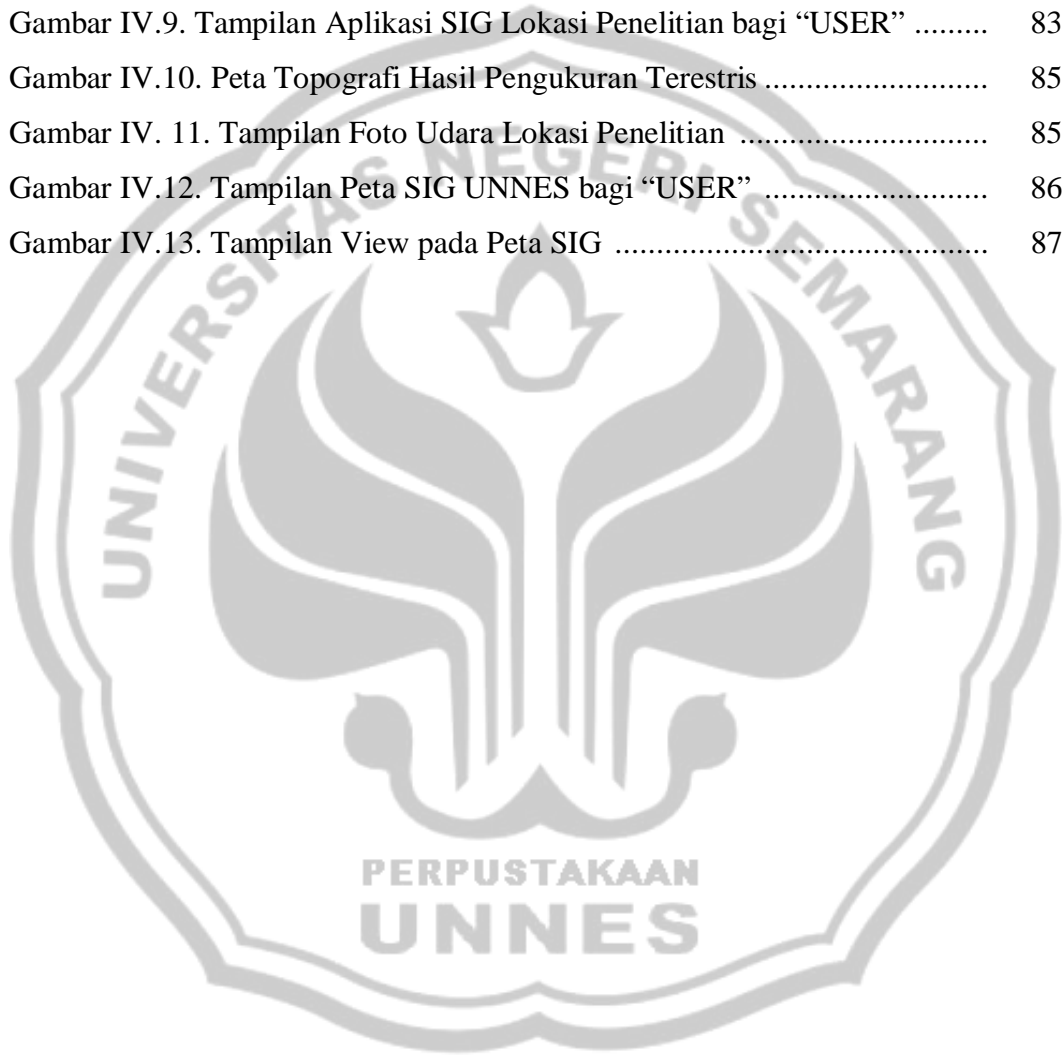 Gambar IV.9. Tampilan Aplikasi SIG Lokasi Penelitian bagi “USER” ......... 83
Gambar IV.10. Peta Topografi Hasil Pengukuran Terestris ......................... 85
Gambar IV. 11. Tampilan Foto Udara Lokasi Penelitian ............................ 85
Gambar IV.12. Tampilan Peta SIG UNNES bagi “USER” ......................... 86
Gambar IV.13. Tampilan View pada Peta SIG .......................................... 87
UNIVERSITAS NEGERI SEMARANG
PERPUSTAKAAN
UNNES